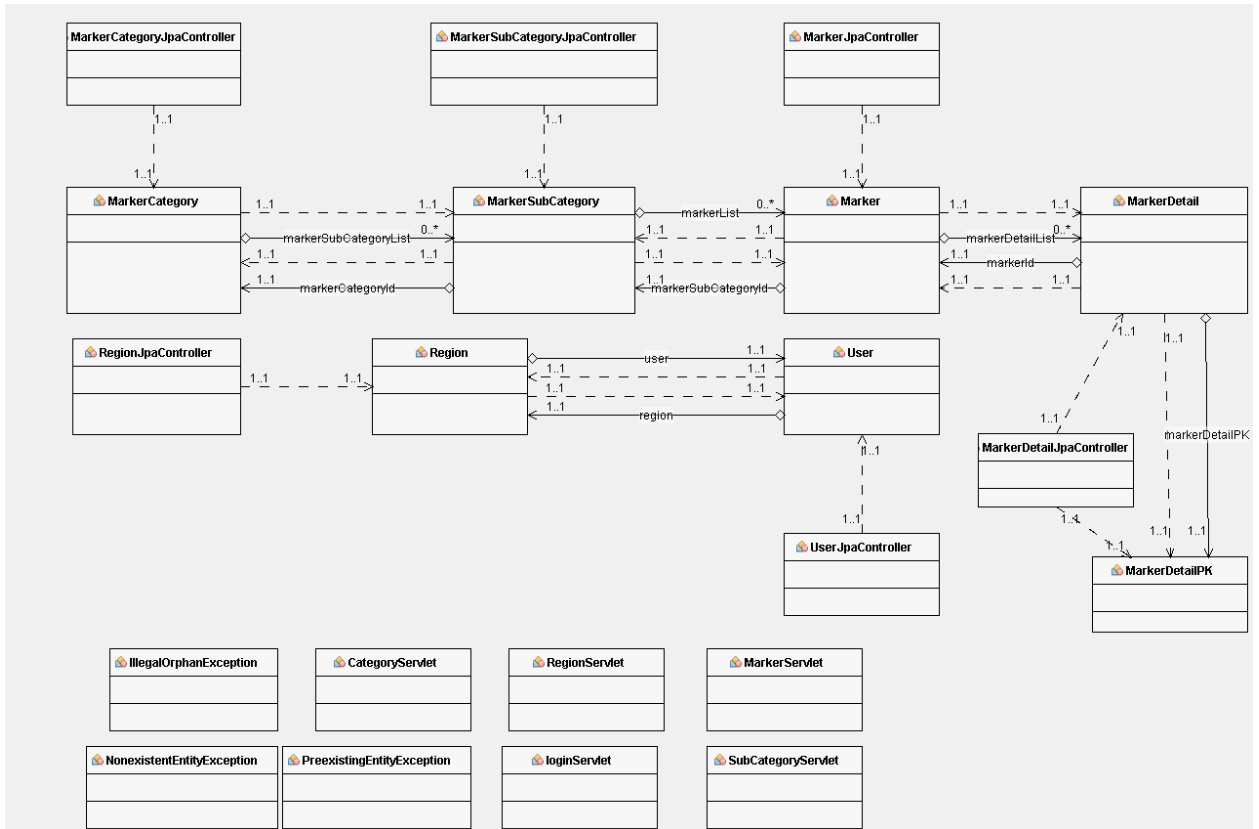 MarkerCategoryJpaController
MarkerSubCategoryJpaController
MarkerJpaController
1..1
1..1
1..1
1..1
1..1
1..1
MarkerCategory
MarkerSubCategory
Marker
MarkerDetail
1..1
1..1
markerList
0..*
1..1
1..1
markerSubCategoryList
0..*
1..1
1..1
markerDetailList
0..*
1..1
1..1
1..1
1..1
1..1
markerId
1..1
markerCategoryId
1..1
markerSubCategoryId
1..1
1..1
RegionJpaController
Region
User
1..1
1..1
user
1..1
1..1
1..1
1..1
1..1
1..1
region
1..1
1..1
1..1
MarkerDetailJpaController
markerDetailPK
1..1
1..1
1..1
1..1
1..1
UserJpaController
MarkerDetailPK
IllegalOrphanException
CategoryServlet
RegionServlet
MarkerServlet
NonexistentEntityException
PreexistingEntityException
loginServlet
SubCategoryServlet